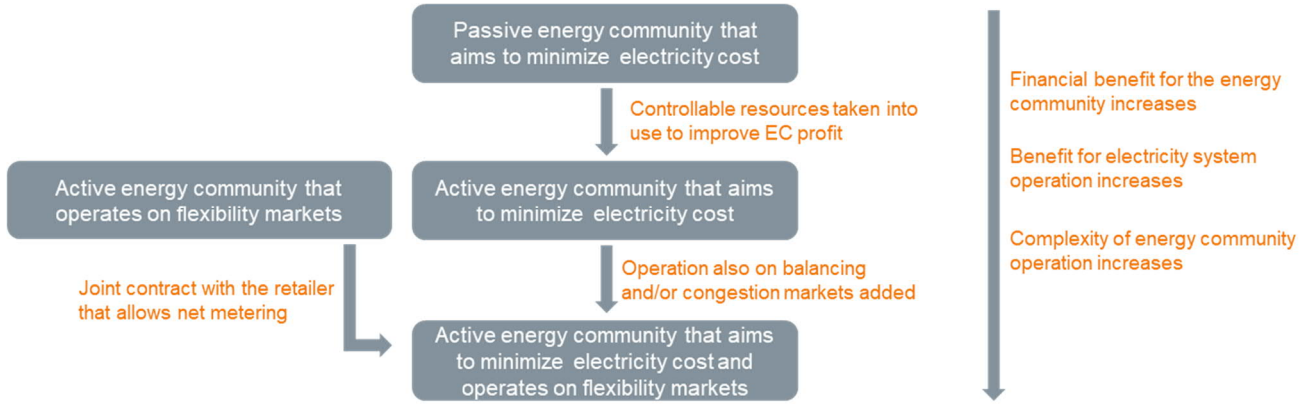 Passive energy community that
aims to minimize electricity cost
Controllable resources taken into
use to improve EC profit
Active energy community that
operates on flexibility markets
Active energy community that aims
to minimize electricity cost
Joint contract with the retailer
that allows net metering
Operation also on balancing
and/or congestion markets added
Active energy community that aims
to minimize electricity cost and
operates on flexibility markets
Financial benefit for the energy
community increases
Benefit for electricity system
operation increases
Complexity of energy community
operation increases